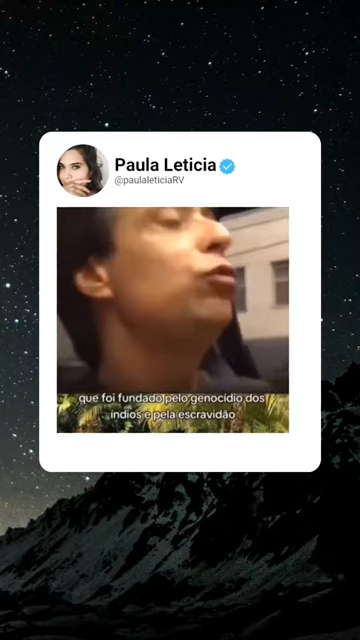 Paula Leticia
@paulaleticiaRV
que foi fundado pelo genocídio dos
índios e pela escravidão